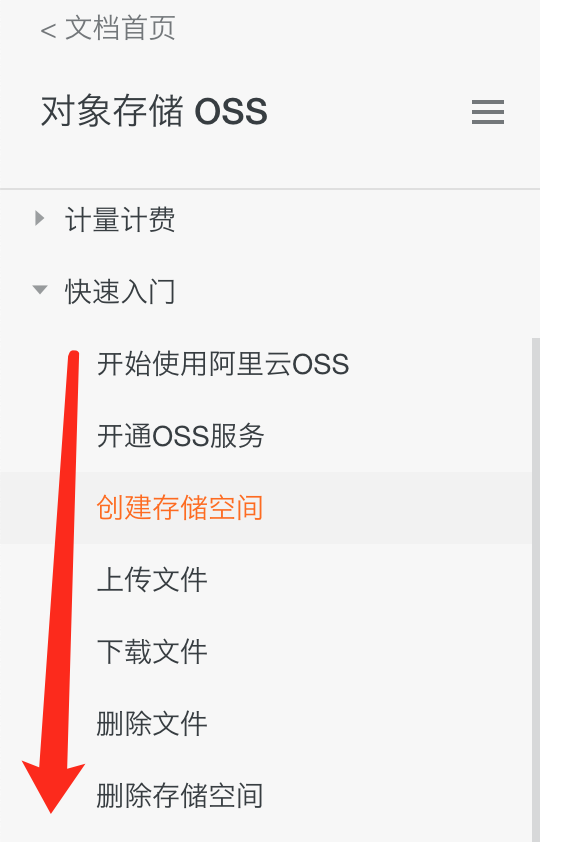 < 文档首页
对象存储 OSS
计量计费
快速入门
开始使用阿里云OSS
开通OSS服务
创建存储空间
上传文件
下载文件
删除文件
删除存储空间